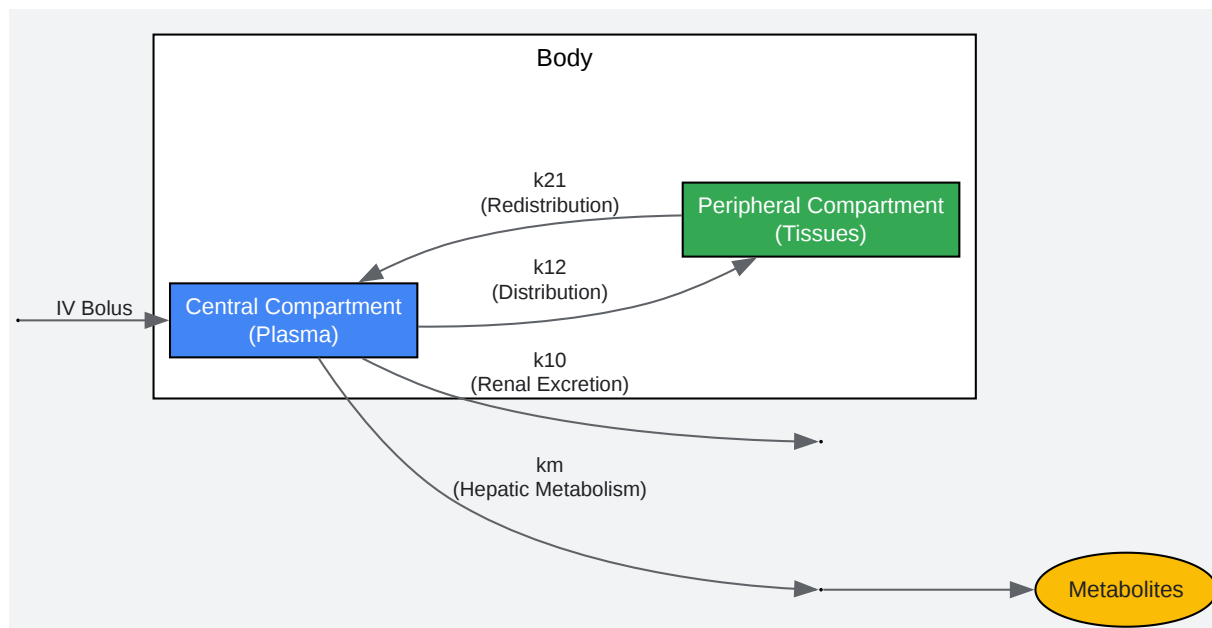 Body
k21
(Redistribution)
Peripheral Compartment
(Tissues)
k12
(Distribution)
IV Bolus
Central Compartment
(Plasma)
k10
(Renal Excretion)
km
(Hepatic Metabolism)
Metabolites